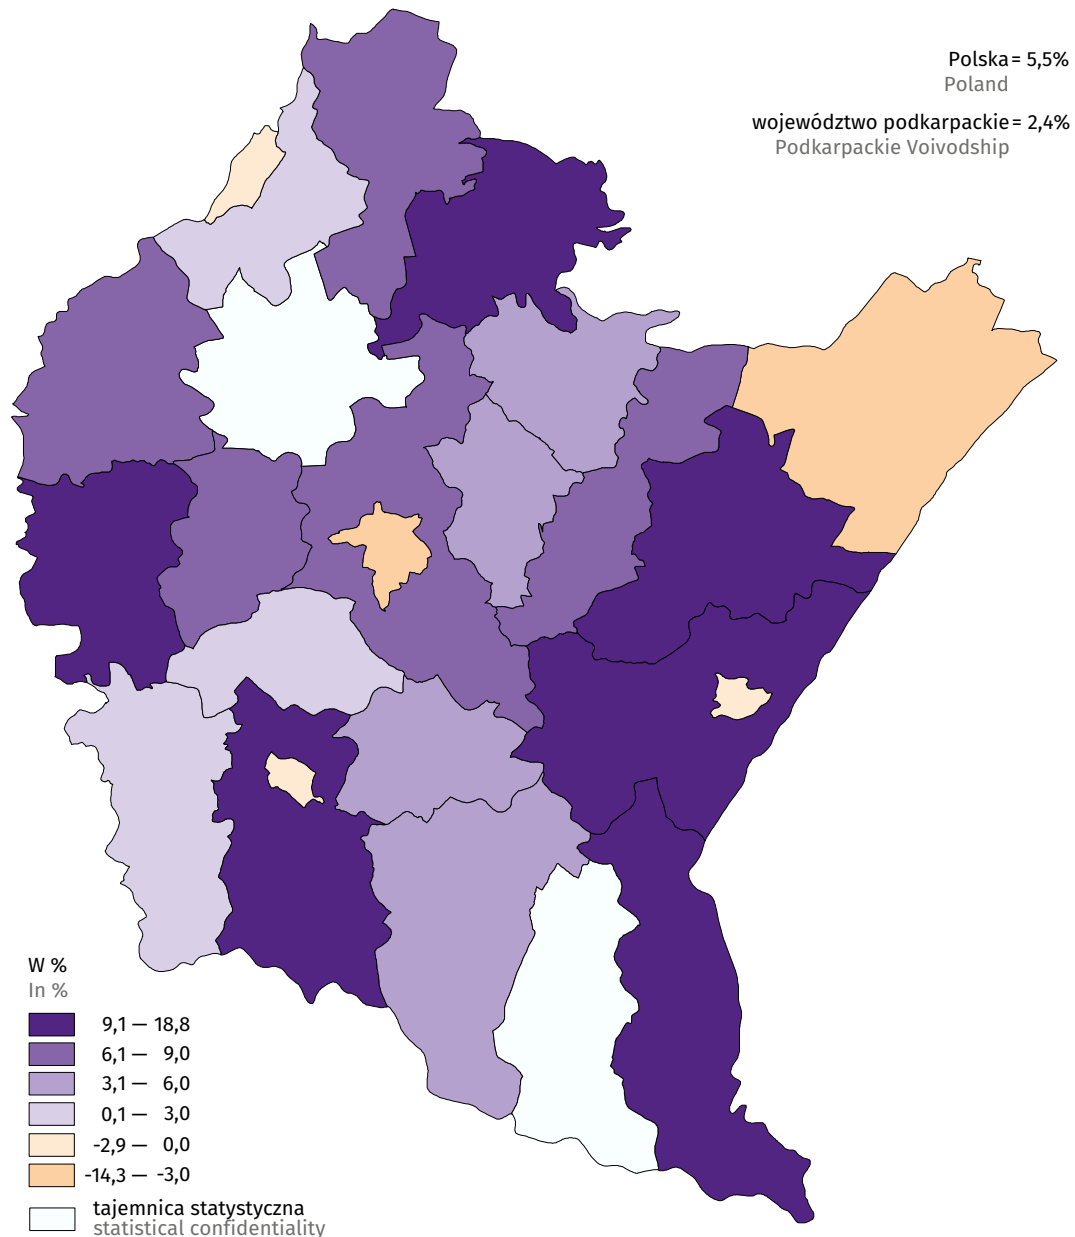 Polska = 5,5%
Poland
województwo podkarpackie = 2,4%
Podkarpackie Voivodship
W %
In %
9,1 — 18,8
6,1 — 9,0
3,1 — 6,0
0,1 — 3,0
-2,9 — 0,0
-14,3 — -3,0
tajemnica statystyczna
statistical confidentiality